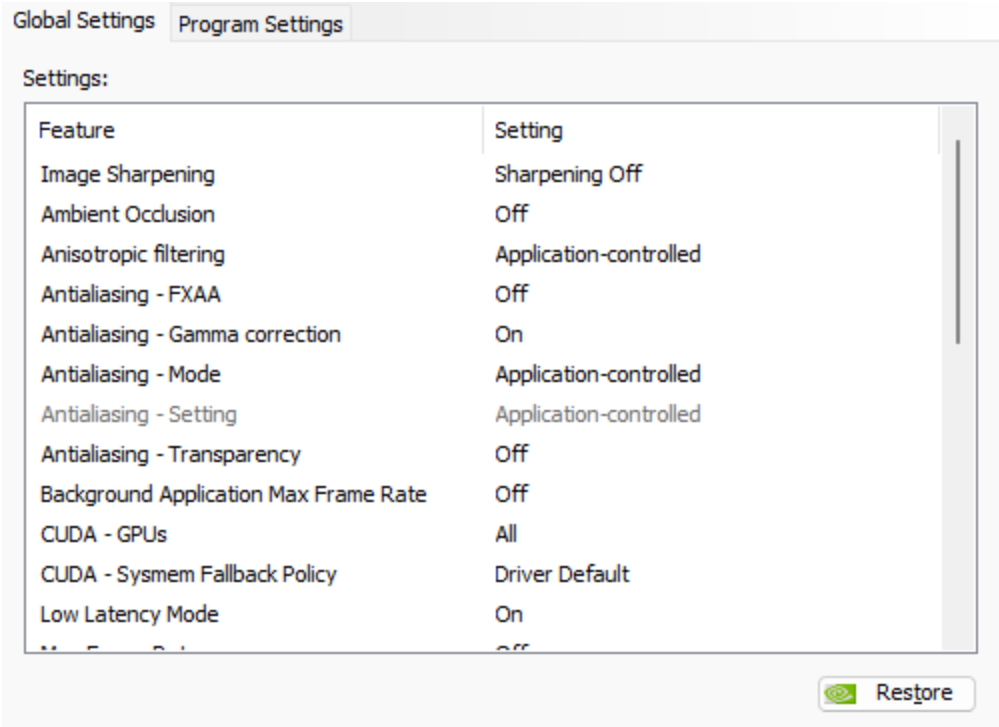 Global Settings Program Settings
Settings:
Feature Setting
Image Sharpening Sharpening Off
Ambient Occlusion Off
Anisotropic filtering Application-controlled
Antialiasing - FXAA Off
Antialiasing - Gamma correction On
Antialiasing - Mode Application-controlled
Antialiasing - Setting Application-controlled
Antialiasing - Transparency Off
Background Application Max Frame Rate Off
CUDA - GPUs All
CUDA - Sysmem Fallback Policy Driver Default
Low Latency Mode On
Restore